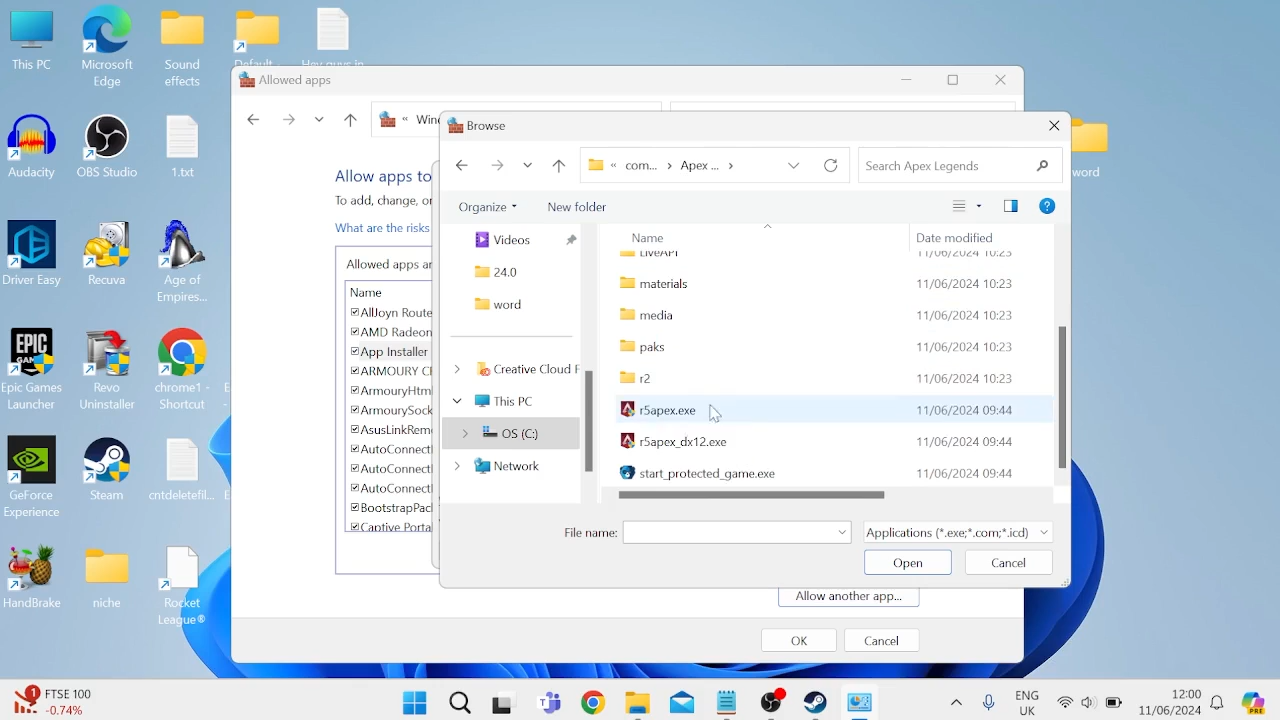 This PC
Microsoft
Edge
Sound
effects
Default
Hey guys in
Audacity
OBS Studio
1.txt
word
Driver Easy
Recuva
Age of
Empires...
Epic Games
Launcher
Revo
Uninstaller
chrome1 -
Shortcut
GeForce
Experience
Steam
cntdeletefil...
HandBrake
niche
Rocket
League®
Allowed apps
« Wind
Allow apps to
To add, change, or
What are the risks
Allowed apps an
Name
AllJoyn Route
AMD Radeon
App Installer
ARMOURY C
ArmouryHtm
ArmourySock
AsusLinkRem
AutoConnect
AutoConnect
AutoConnect
BootstrapPac
Captive Porta
Browse
« com... › Apex ... ›
Search Apex Legends
Organize
New folder
?
Videos
24.0
word
Creative Cloud F
This PC
OS (C:)
Network
Name Date modified
LiveAPI 11/06/2024 10:23
materials 11/06/2024 10:23
media 11/06/2024 10:23
paks 11/06/2024 10:23
r2 11/06/2024 10:23
r5apex.exe 11/06/2024 09:44
r5apex_dx12.exe 11/06/2024 09:44
start_protected_game.exe 11/06/2024 09:44
File name:
Applications (*.exe;*.com;*.icd)
Open
Cancel
Allow another app...
OK
Cancel
1
FTSE 100
-0.74%
ENG
UK
12:00
11/06/2024
PRE